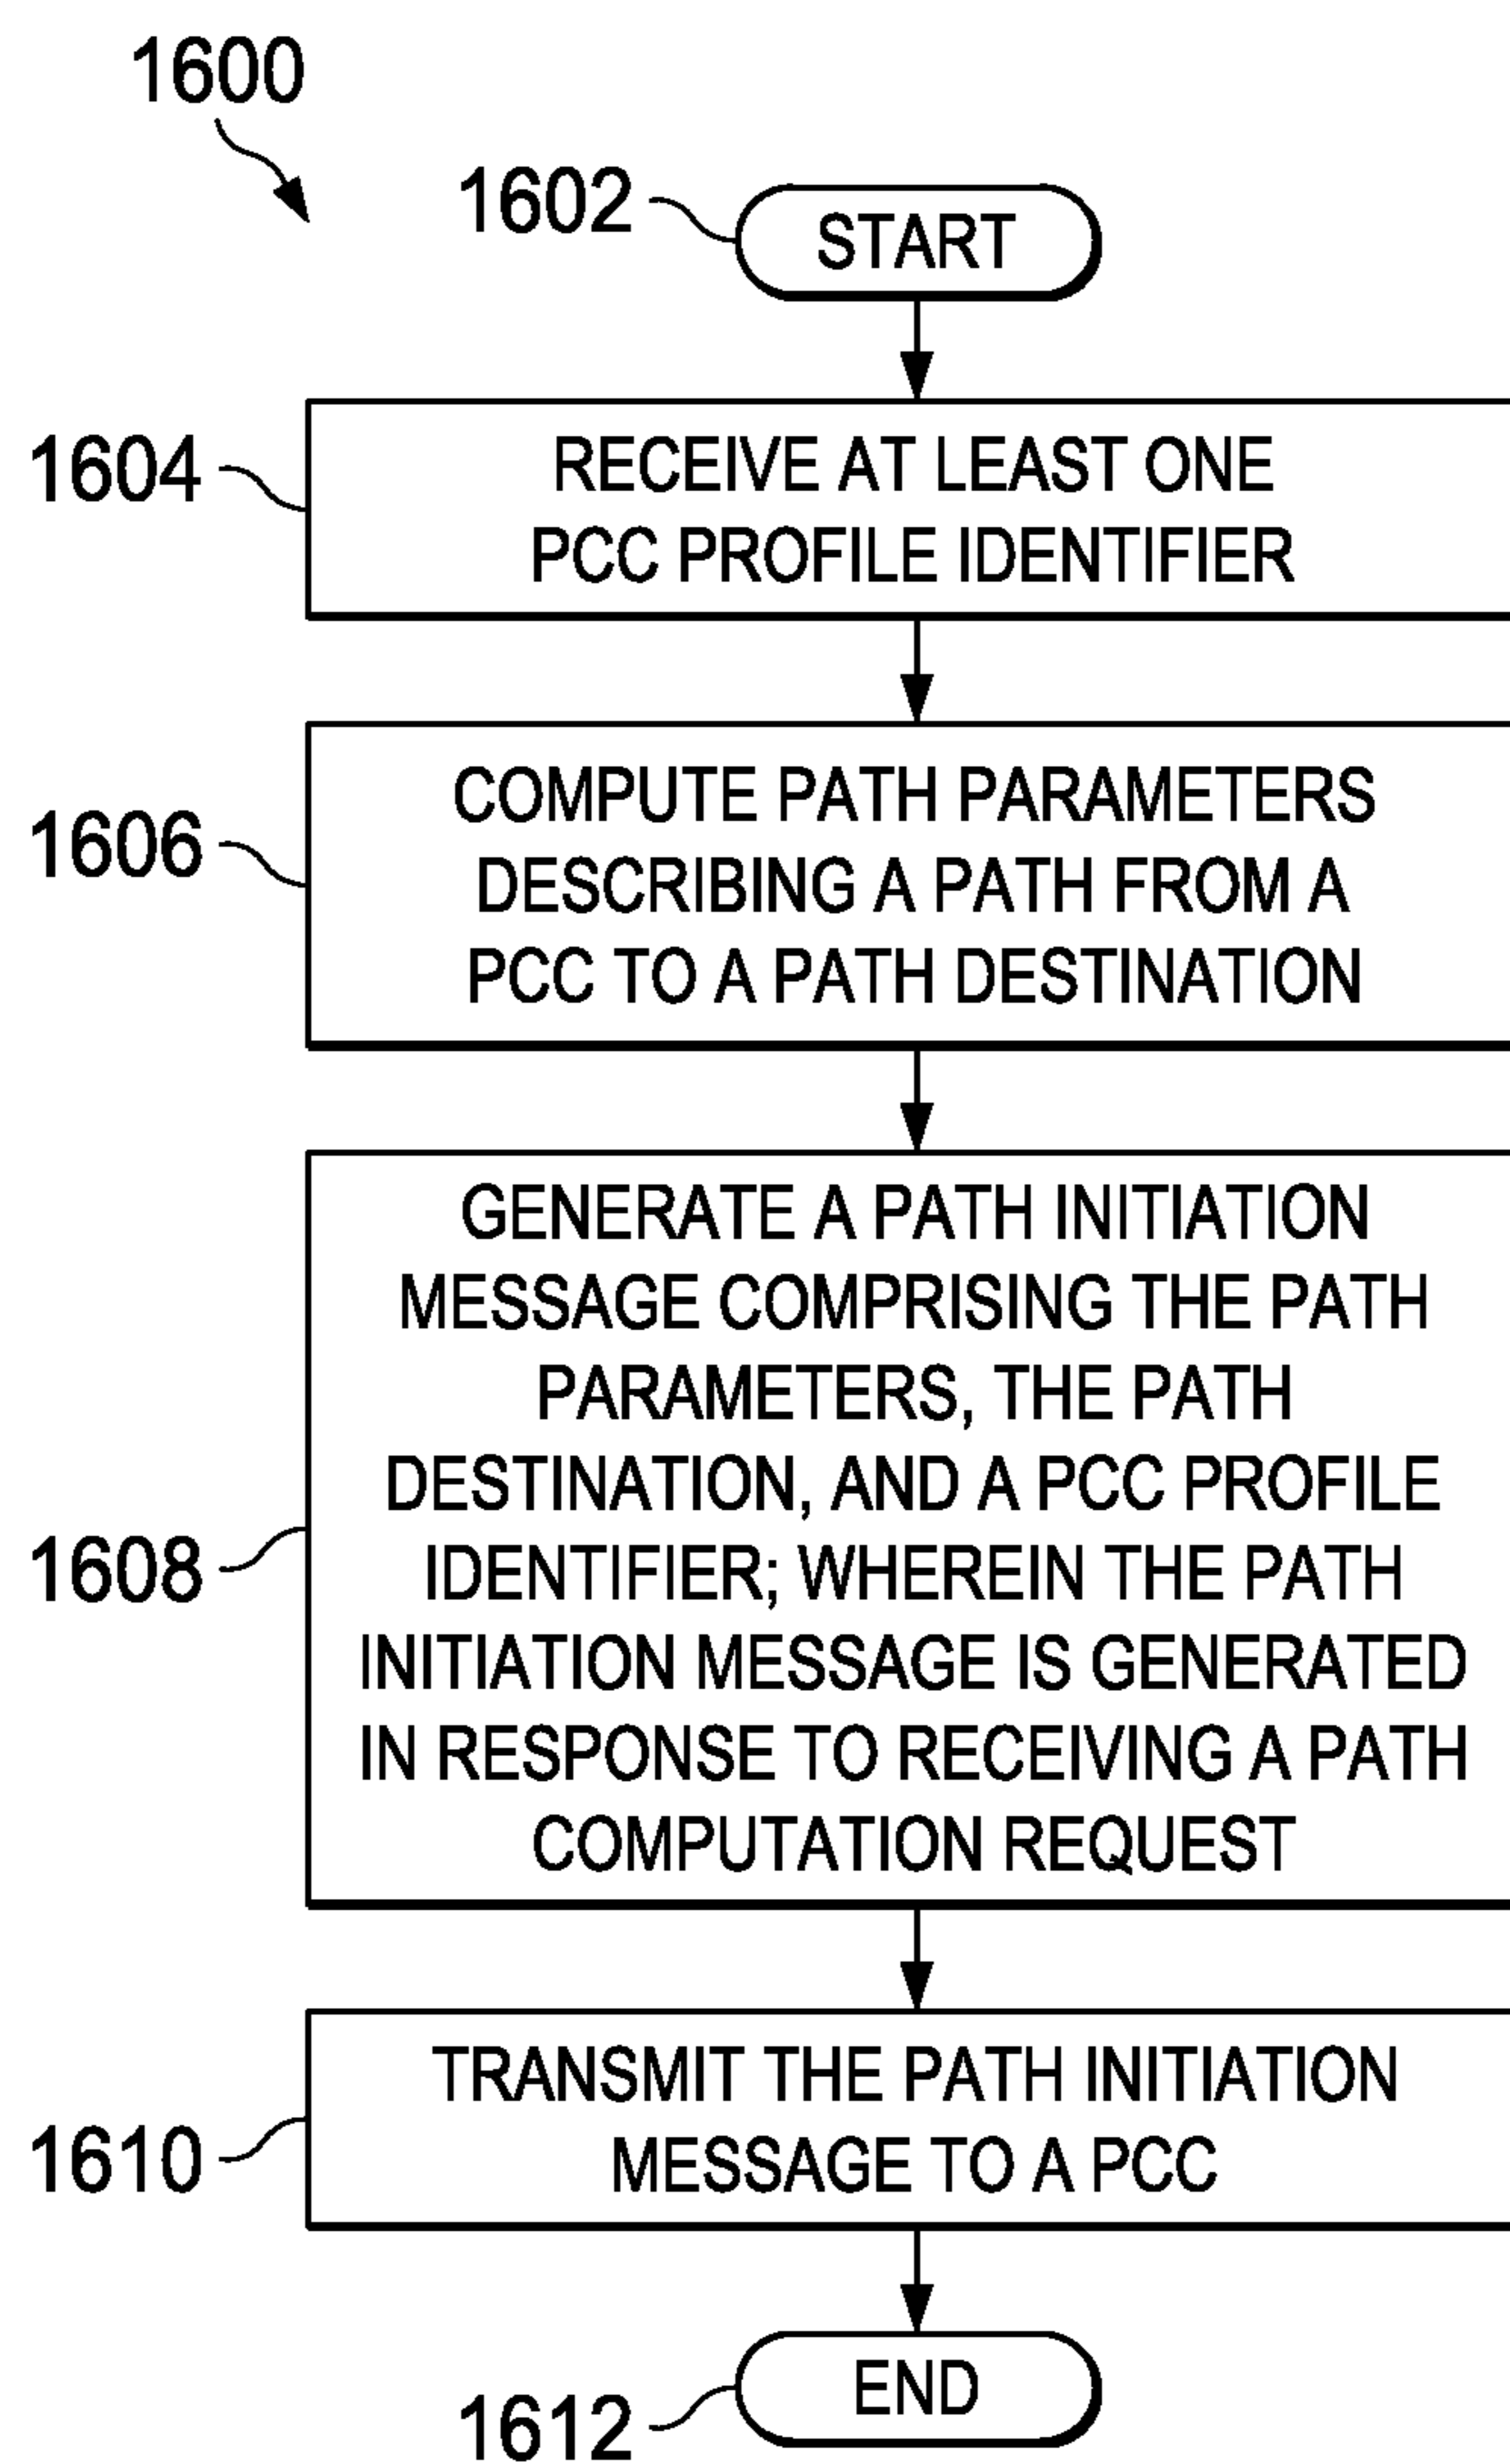 1600
1602
START
1604
RECEIVE AT LEAST ONE
PCC PROFILE IDENTIFIER
1606
COMPUTE PATH PARAMETERS
DESCRIBING A PATH FROM A
PCC TO A PATH DESTINATION
1608
GENERATE A PATH INITIATION
MESSAGE COMPRISING THE PATH
PARAMETERS, THE PATH
DESTINATION, AND A PCC PROFILE
IDENTIFIER; WHEREIN THE PATH
INITIATION MESSAGE IS GENERATED
IN RESPONSE TO RECEIVING A PATH
COMPUTATION REQUEST
1610
TRANSMIT THE PATH INITIATION
MESSAGE TO A PCC
1612
END